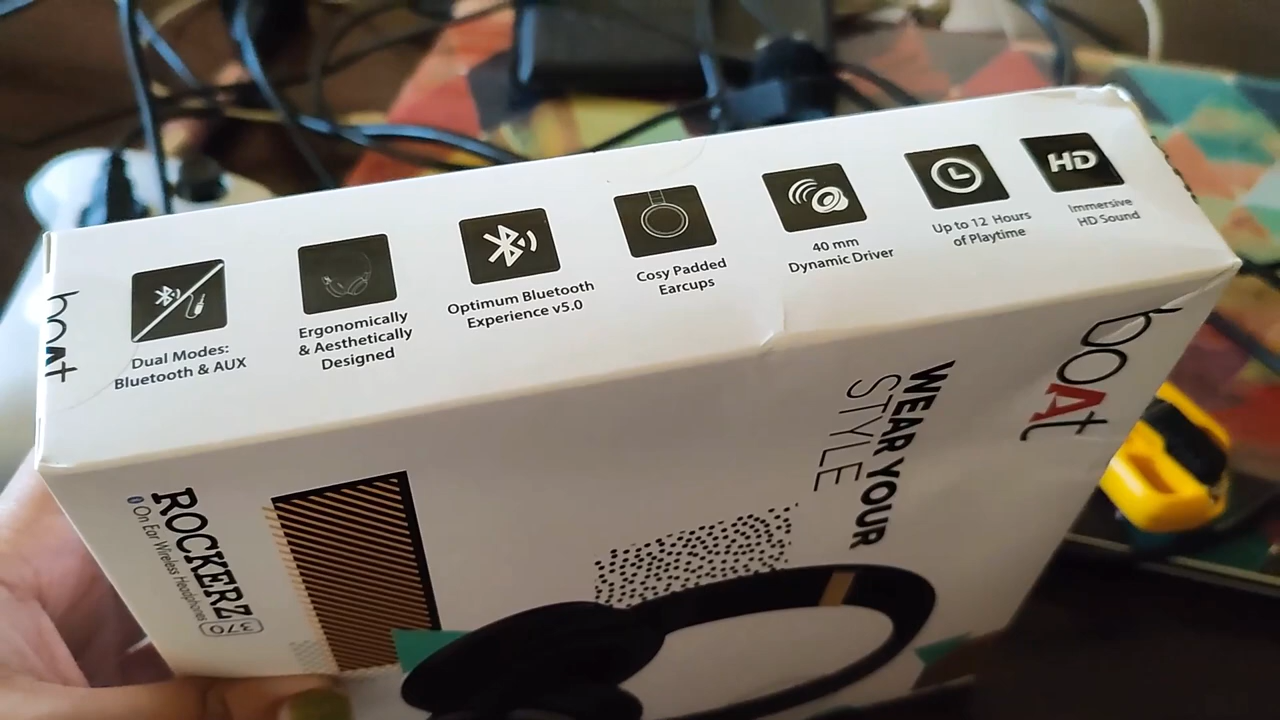 boAt
Dual Modes:
Bluetooth & AUX
Ergonomically
& Aesthetically
Designed
Optimum Bluetooth
Experience v5.0
Cosy Padded
Earcups
40 mm
Dynamic Driver
Up to 12 Hours
of Playtime
HD
Immersive
HD Sound
boAt
WEAR YOUR
STYLE
ROCKERZ 370
On Ear Wireless Headphones